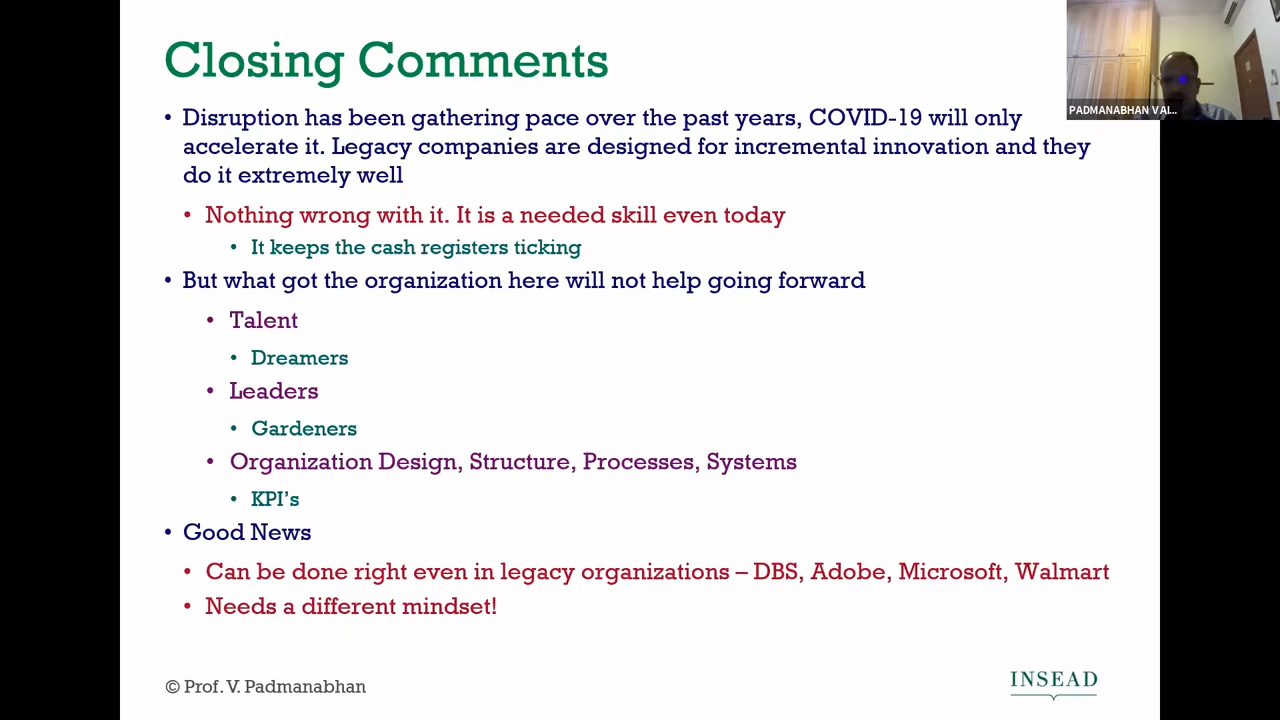 Closing Comments
PADMANABHAN VAL...
• Disruption has been gathering pace over the past years, COVID-19 will only
accelerate it. Legacy companies are designed for incremental innovation and they
do it extremely well
• Nothing wrong with it. It is a needed skill even today
• It keeps the cash registers ticking
• But what got the organization here will not help going forward
• Talent
• Dreamers
• Leaders
• Gardeners
• Organization Design, Structure, Processes, Systems
• KPI’s
• Good News
• Can be done right even in legacy organizations – DBS, Adobe, Microsoft, Walmart
• Needs a different mindset!
© Prof. V. Padmanabhan
INSEAD